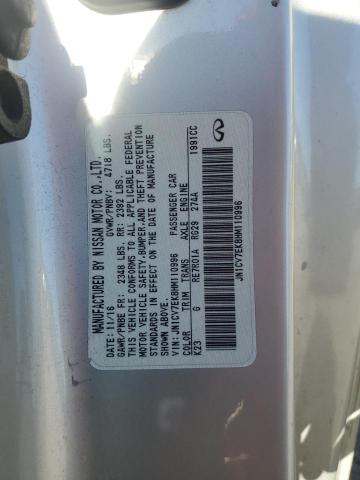 MANUFACTURED BY NISSAN MOTOR CO.,LTD.
DATE: 11/16 GVWR/PNBV: 4718 LBS.
GAWR/PNBE FR: 2348 LBS. RR: 2392 LBS.
THIS VEHICLE CONFORMS TO ALL APPLICABLE FEDERAL
MOTOR VEHICLE SAFETY,BUMPER,AND THEFT PREVENTION
STANDARDS IN EFFECT ON THE DATE OF MANUFACTURE
SHOWN ABOVE.
VIN: JN1CV7EK8HM110996 PASSENGER CAR
COLOR TRIM TRANS AXLE ENGINE
K23 G RE7R01A RG29 274A 1991CC
JN1CV7EK8HM110996